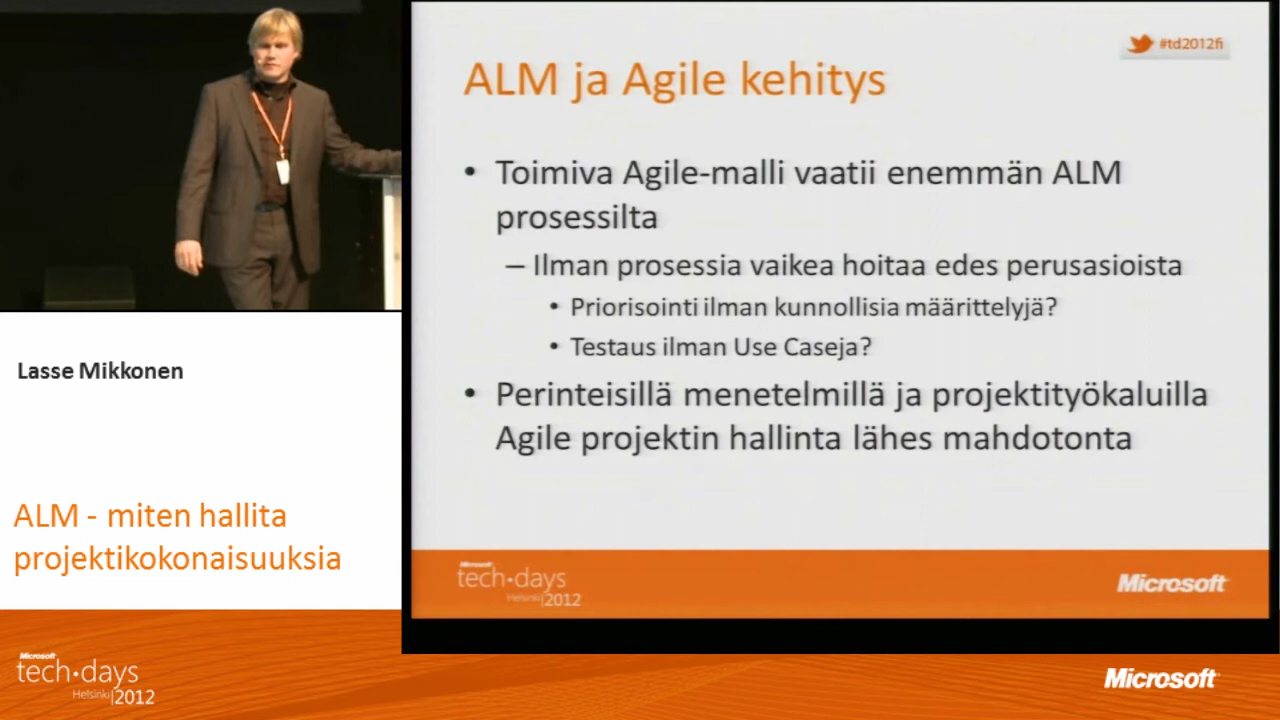 #td2012fi
ALM ja Agile kehitys
• Toimiva Agile-malli vaatii enemmän ALM
prosessilta
– Ilman prosessia vaikea hoitaa edes perusasioista
• Priorisointi ilman kunnollisia määrittelyjä?
• Testaus ilman Use Caseja?
• Perinteisillä menetelmillä ja projektityökaluilla
Agile projektin hallinta lähes mahdotonta
Microsoft
tech•days
Helsinki|2012
Microsoft
Lasse Mikkonen
ALM - miten hallita
projektikokonaisuuksia
Microsoft
tech•days
Helsinki|2012
Microsoft